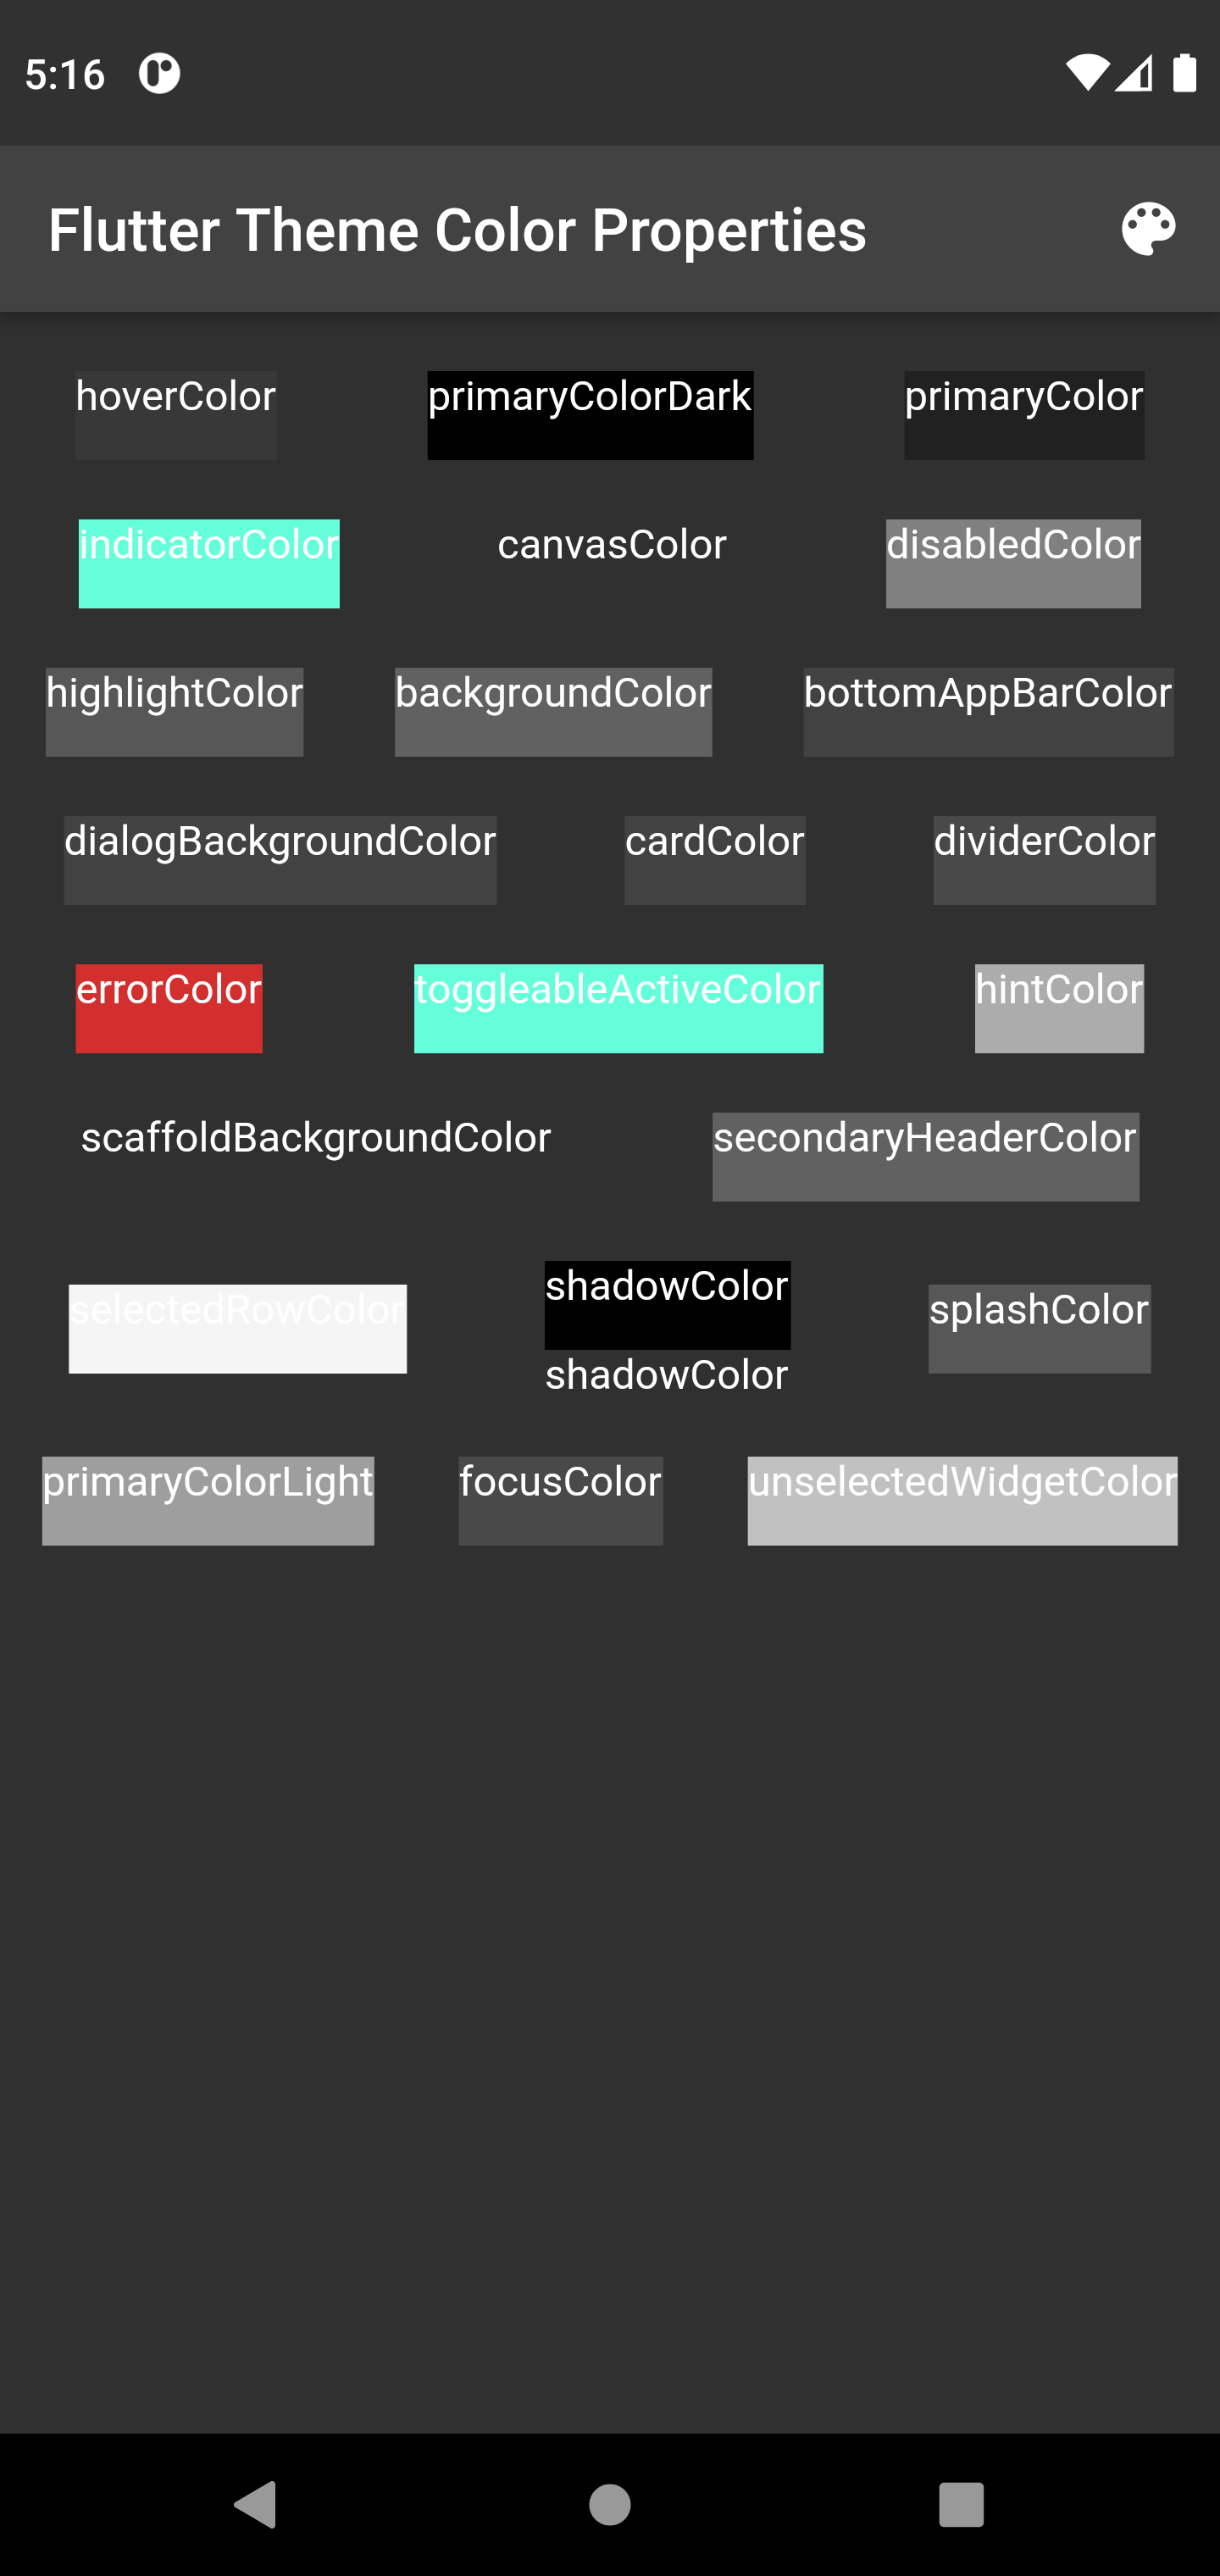 5:16
Flutter Theme Color Properties
hoverColor primaryColorDark primaryColor
indicatorColor canvasColor disabledColor
highlightColor backgroundColor bottomAppBarColor
dialogBackgroundColor cardColor dividerColor
errorColor toggleableActiveColor hintColor
scaffoldBackgroundColor secondaryHeaderColor
selectedRowColor shadowColor splashColor
shadowColor
primaryColorLight focusColor unselectedWidgetColor